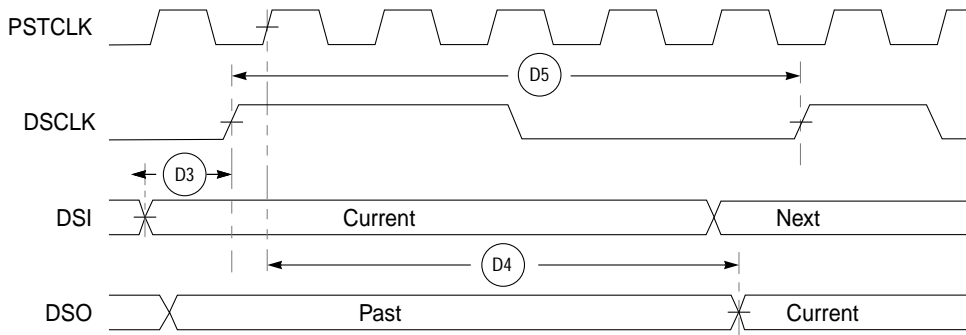 PSTCLK
D5
DSCLK
D3
DSI Current Next
D4
DSO Past Current